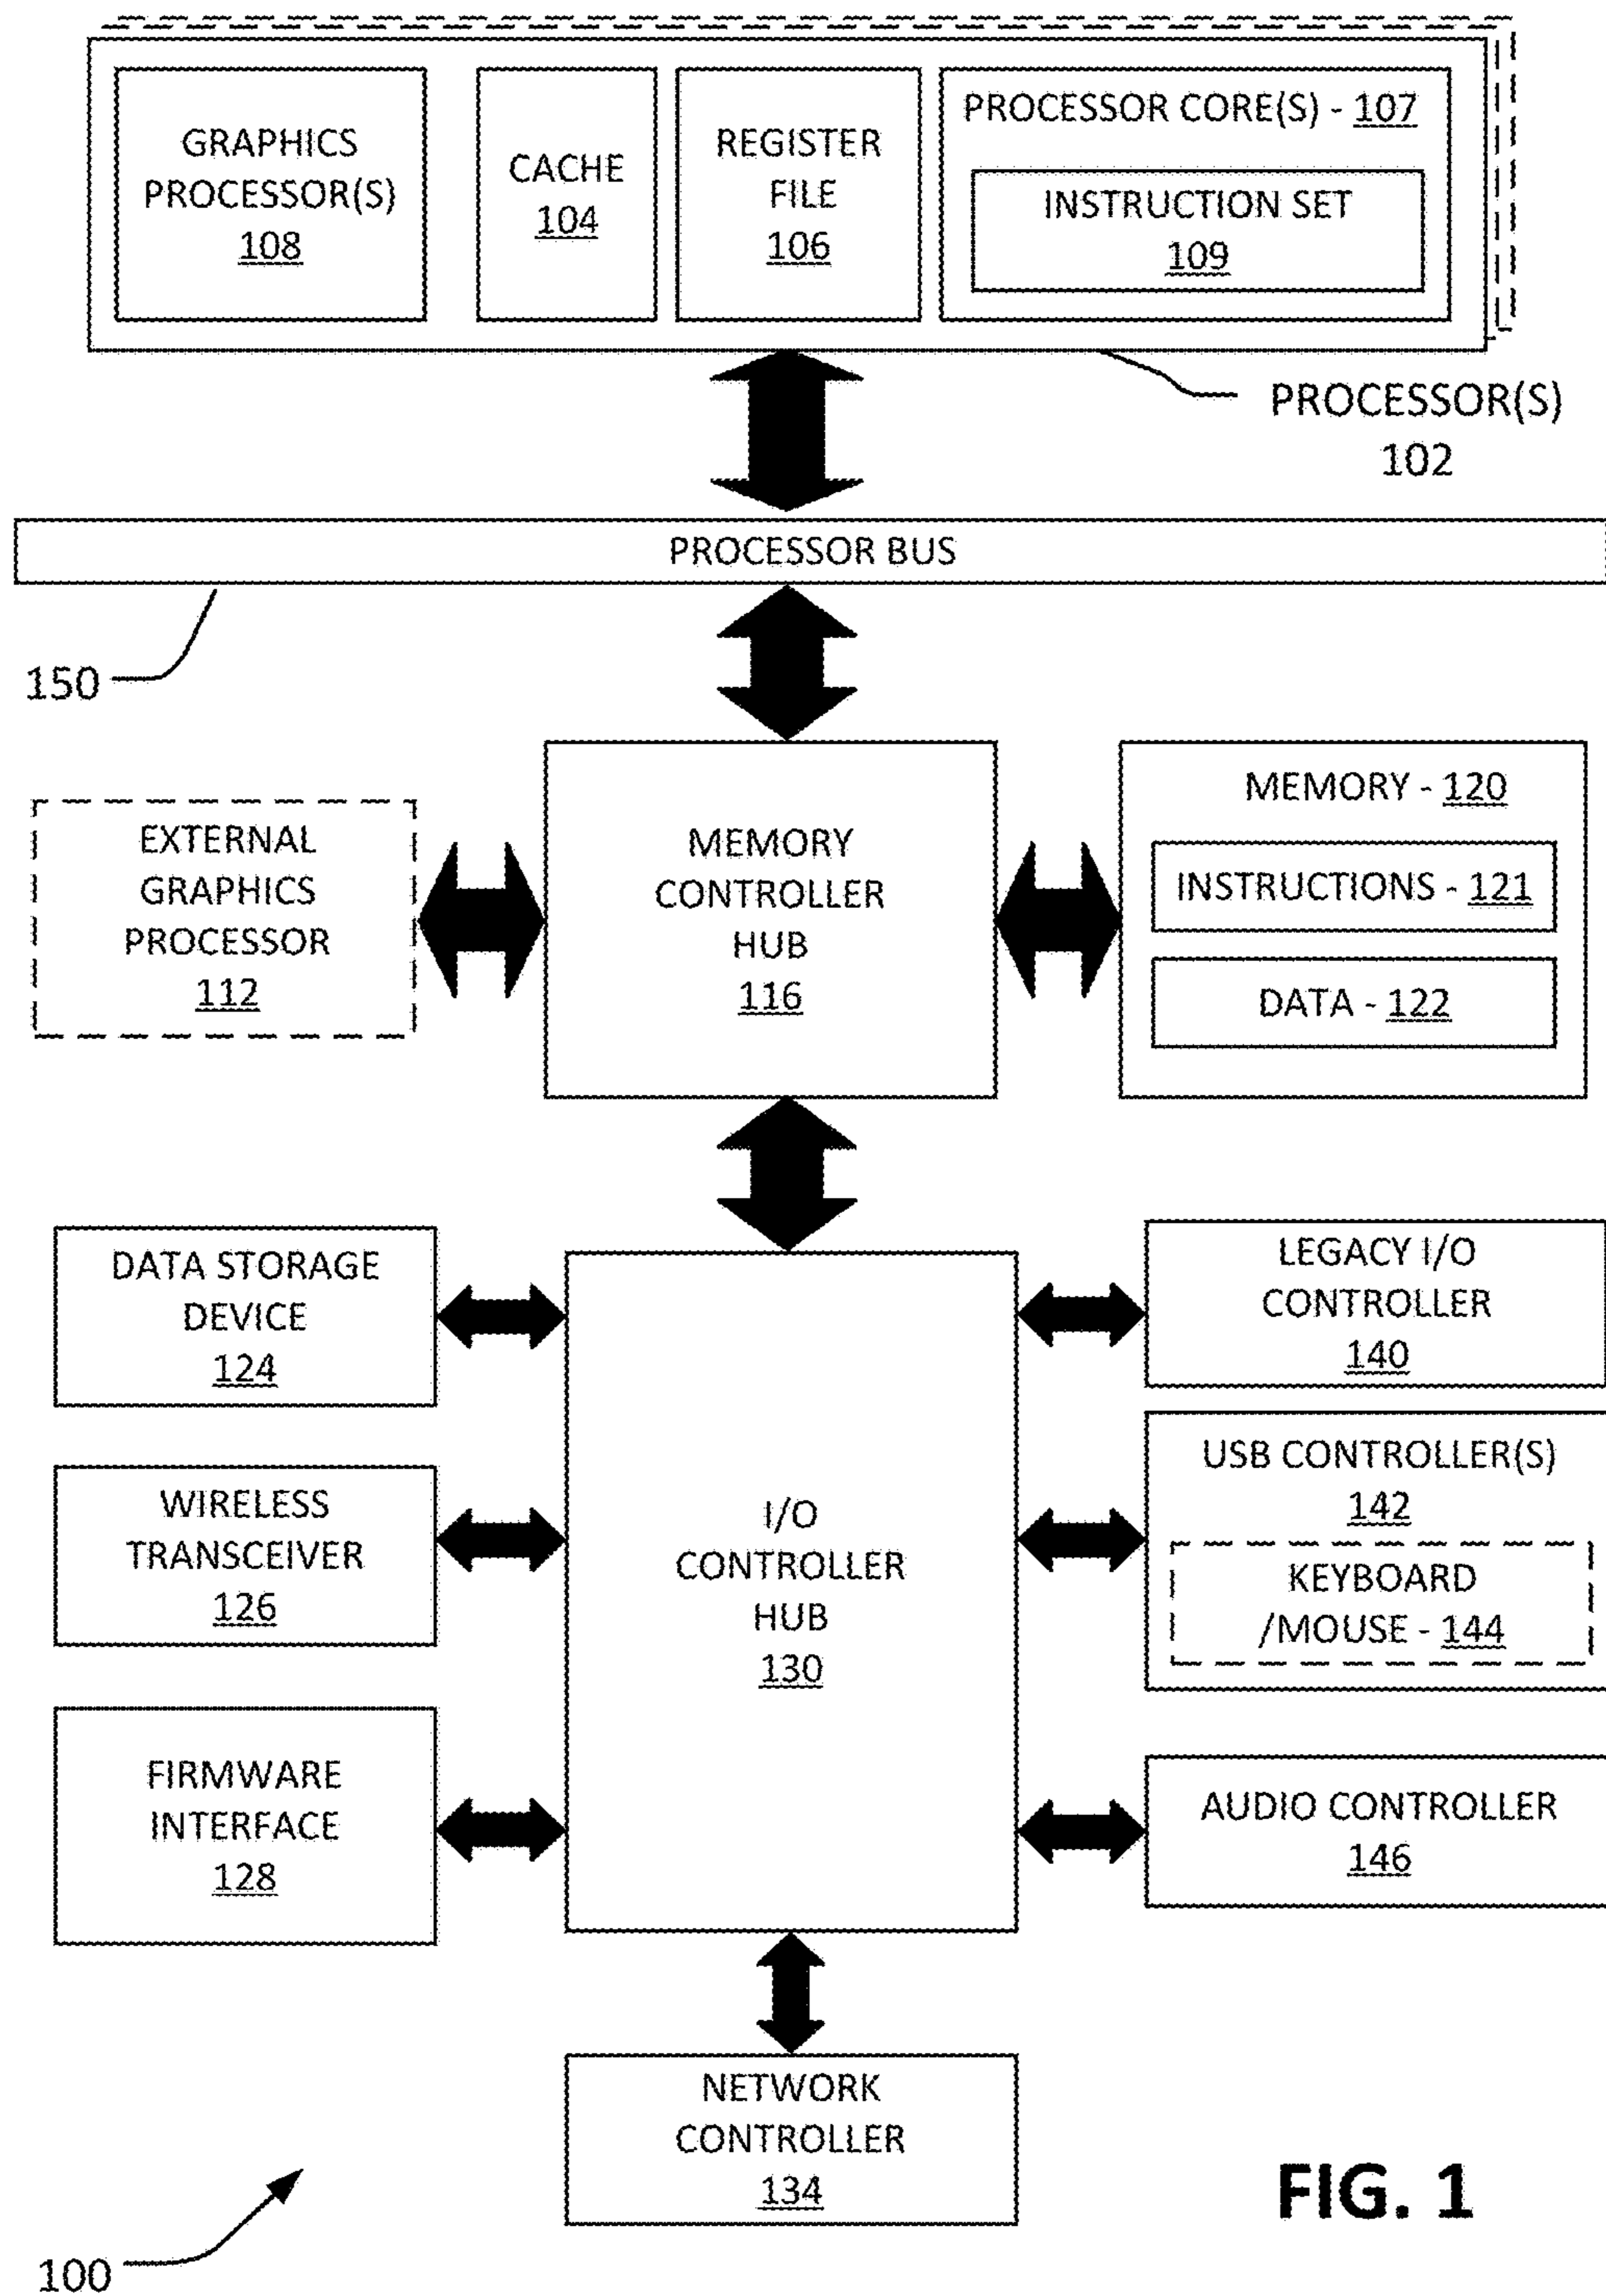 GRAPHICS
PROCESSOR(S)
108
CACHE
104
REGISTER
FILE
106
PROCESSOR CORE(S) - 107
INSTRUCTION SET
109
PROCESSOR(S)
102
PROCESSOR BUS
150
EXTERNAL
GRAPHICS
PROCESSOR
112
MEMORY
CONTROLLER
HUB
116
MEMORY - 120
INSTRUCTIONS - 121
DATA - 122
DATA STORAGE
DEVICE
124
WIRELESS
TRANSCEIVER
126
FIRMWARE
INTERFACE
128
I/O
CONTROLLER
HUB
130
LEGACY I/O
CONTROLLER
140
USB CONTROLLER(S)
142
KEYBOARD
/MOUSE - 144
AUDIO CONTROLLER
146
NETWORK
CONTROLLER
134
100
FIG. 1